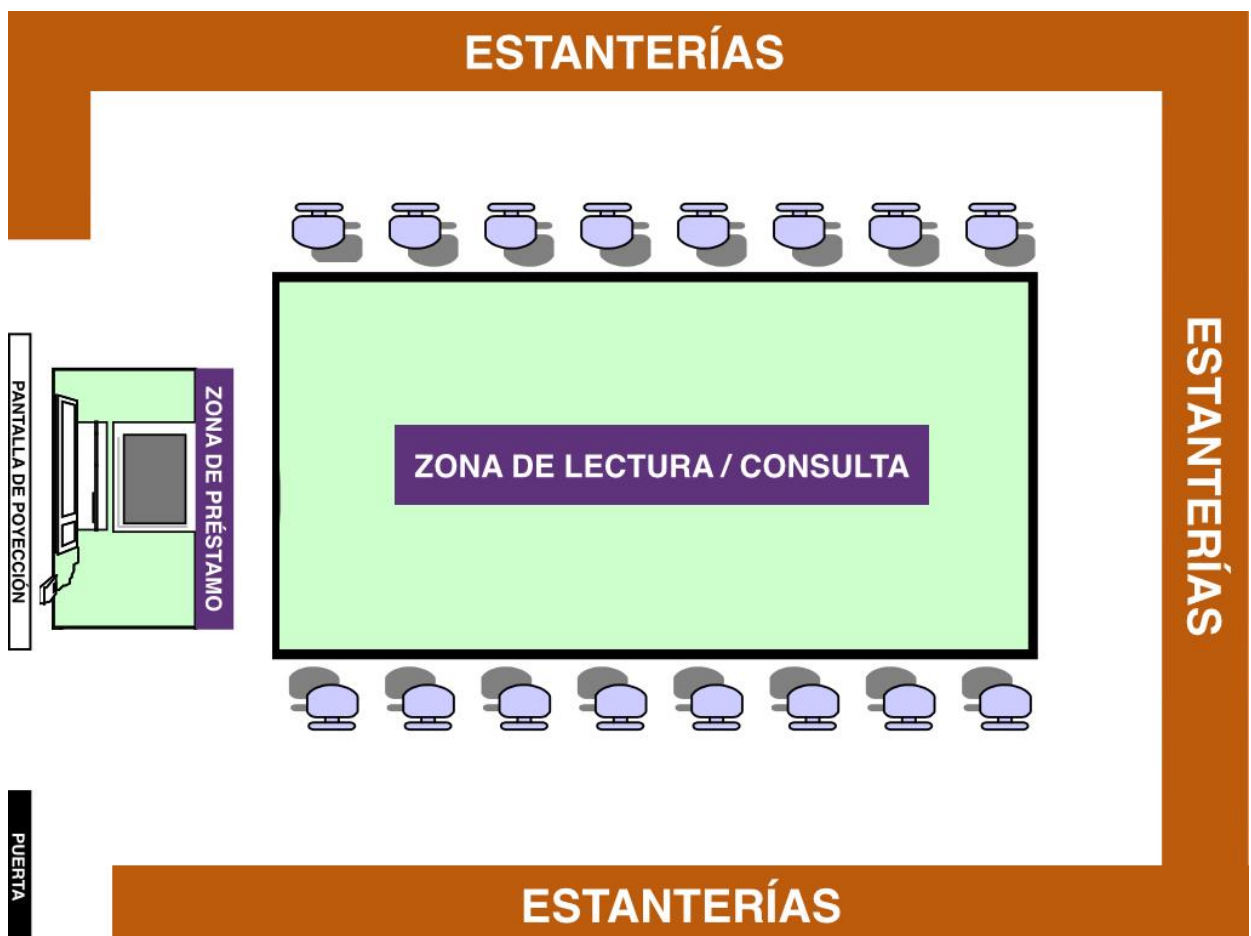 ESTANTERÍAS
ESTANTERÍAS
PANTALLA DE POYECCIÓN
ZONA DE PRÉSTAMO
ZONA DE LECTURA / CONSULTA
PUERTA
ESTANTERÍAS